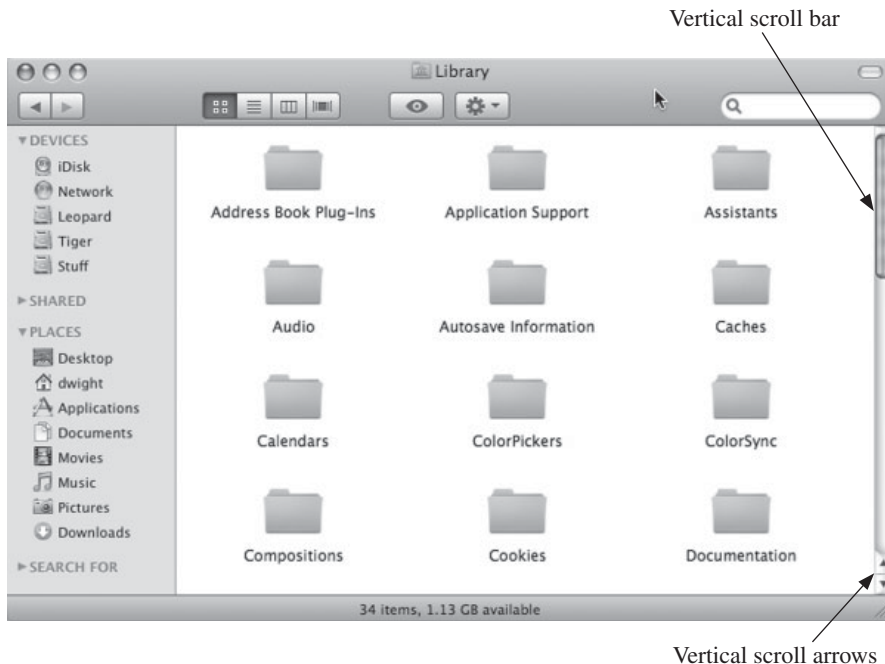 Vertical scroll bar
Library
DEVICES
iDisk
Network
Leopard
Tiger
Stuff
SHARED
PLACES
Desktop
dwight
Applications
Documents
Movies
Music
Pictures
Downloads
SEARCH FOR
Address Book Plug-Ins Application Support Assistants
Audio Autosave Information Caches
Calendars ColorPickers ColorSync
Compositions Cookies Documentation
34 items, 1.13 GB available
Vertical scroll arrows